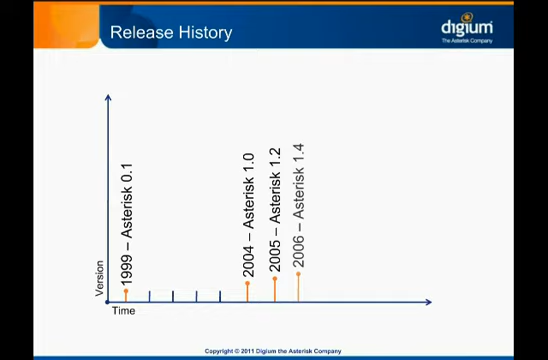 Release History
digium
The Asterisk Company
1999 – Asterisk 0.1
2004 – Asterisk 1.0
2005 – Asterisk 1.2
2006 – Asterisk 1.4
Version
Time
Copyright © 2011 Digium the Asterisk Company